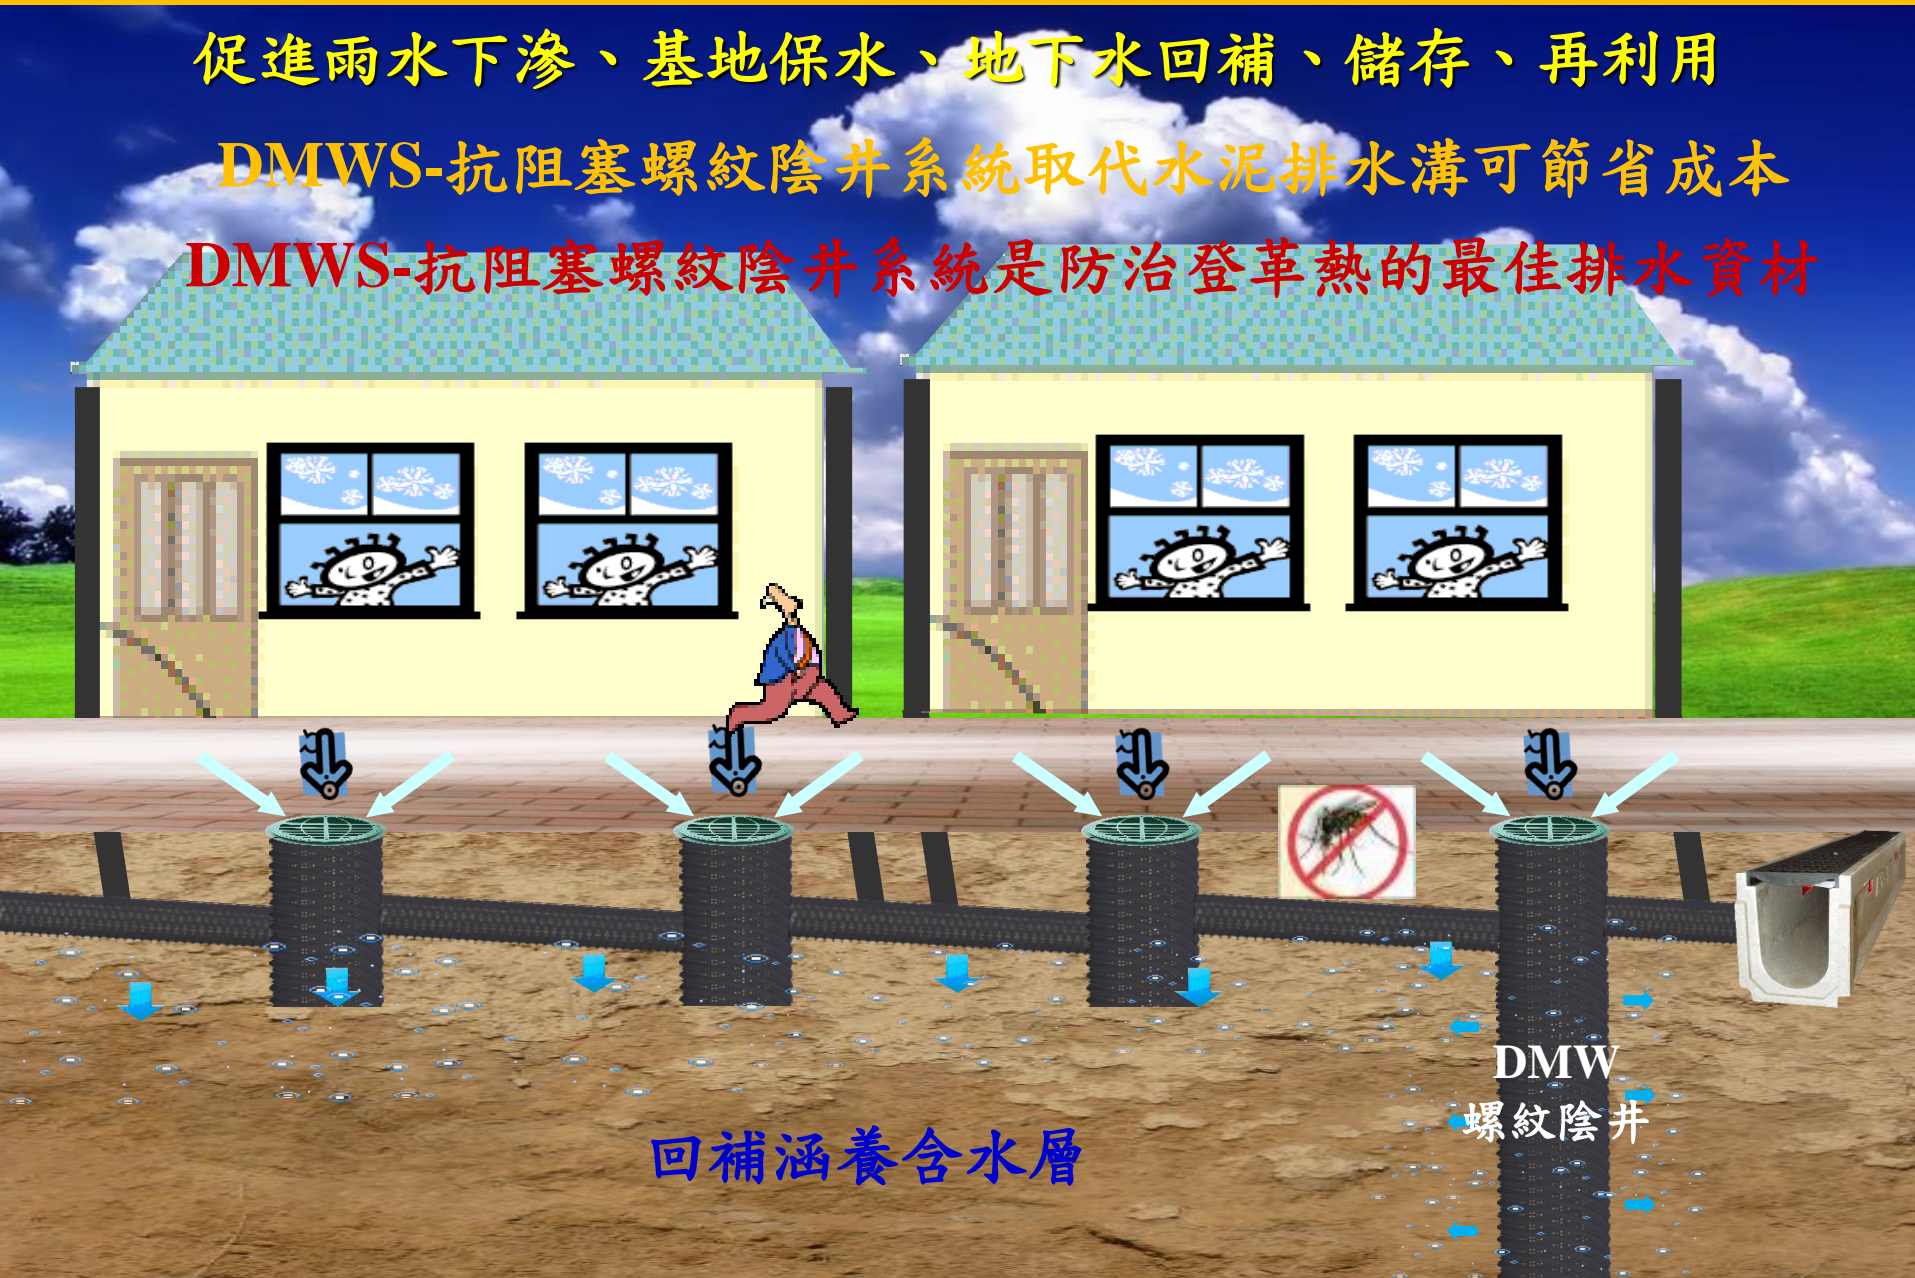 促進雨水下滲、基地保水、地下水回補、儲存、再利用
DMWS-抗阻塞螺紋陰井系統取代水泥排水溝可節省成本
DMWS-抗阻塞螺紋陰井系統是防治登革熱的最佳排水資材
DMW
螺紋陰井
回補涵養含水層